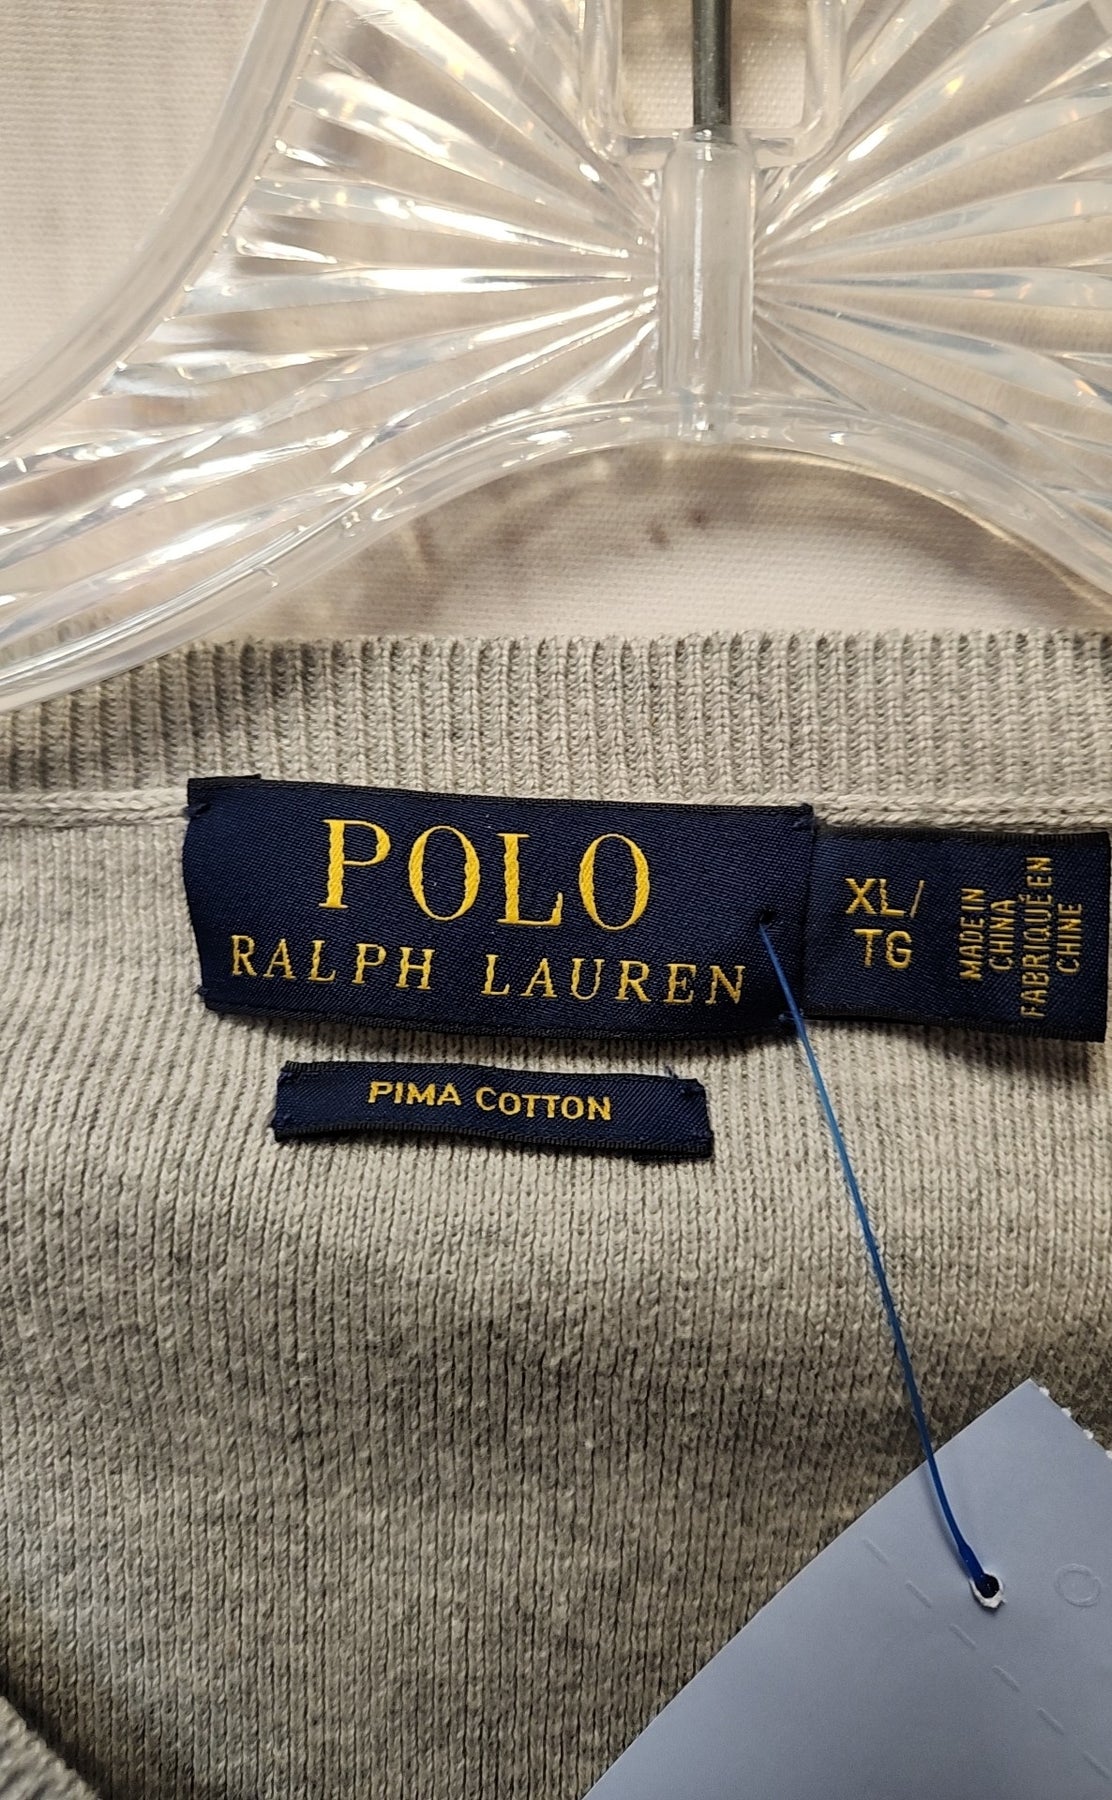 POLO
RALPH LAUREN
XL/
TG
MADE IN
CHINA
FABRIQUÉ EN
CHINE
PIMA COTTON